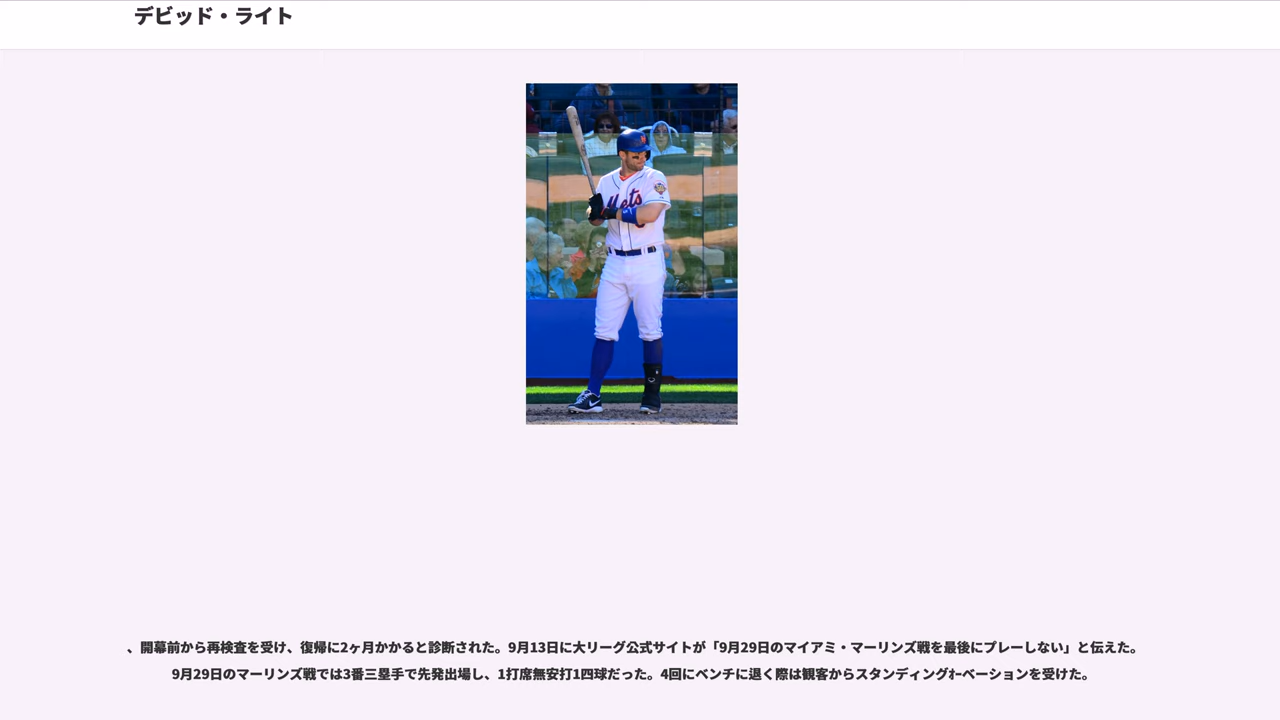 デビッド・ライト
Mets
、開幕前から再検査を受け、復帰に2ヶ月かかると診断された。9月13日に大リーグ公式サイトが「9月29日のマイアミ・マーリンズ戦を最後にプレーしない」と伝えた。
9月29日のマーリンズ戦では3番三塁手で先発出場し、1打席無安打1四球だった。4回にベンチに退く際は観客からスタンディングオーベーションを受けた。